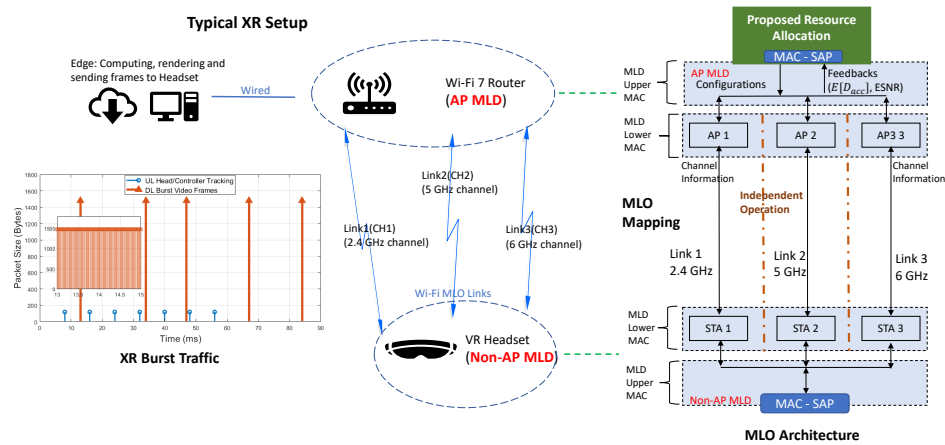 Typical XR Setup
Edge: Computing, rendering and
sending frames to Headset
Wired
Wi-Fi 7 Router
(AP MLD)
Link1(CH1)
(2.4 GHz channel)
Link2(CH2)
(5 GHz channel)
Link3(CH3)
(6 GHz channel)
Wi-Fi MLO Links
VR Headset
(Non-AP MLD)
UL Head/Controller Tracking
DL Burst Video Frames
Packet Size (Bytes)
1800
1600
1400
1200
1000
800
600
400
200
0
1500
1000
500
0
13
13.5
14
14.5
15
0
10
20
30
40
50
60
70
80
90
Time (ms)
XR Burst Traffic
Proposed Resource
Allocation
MAC - SAP
MLD
Upper
MAC
AP MLD
Configurations
Feedbacks
(E[D_acc], ESNR)
MLD
Lower
MAC
AP 1
AP 2
AP3 3
Channel
Information
Channel
Information
Independent
Operation
MLO
Mapping
Link 1
2.4 GHz
Link 2
5 GHz
Link 3
6 GHz
MLD
Lower
MAC
STA 1
STA 2
STA 3
MLD
Upper
MAC
Non-AP MLD
MAC - SAP
MLO Architecture